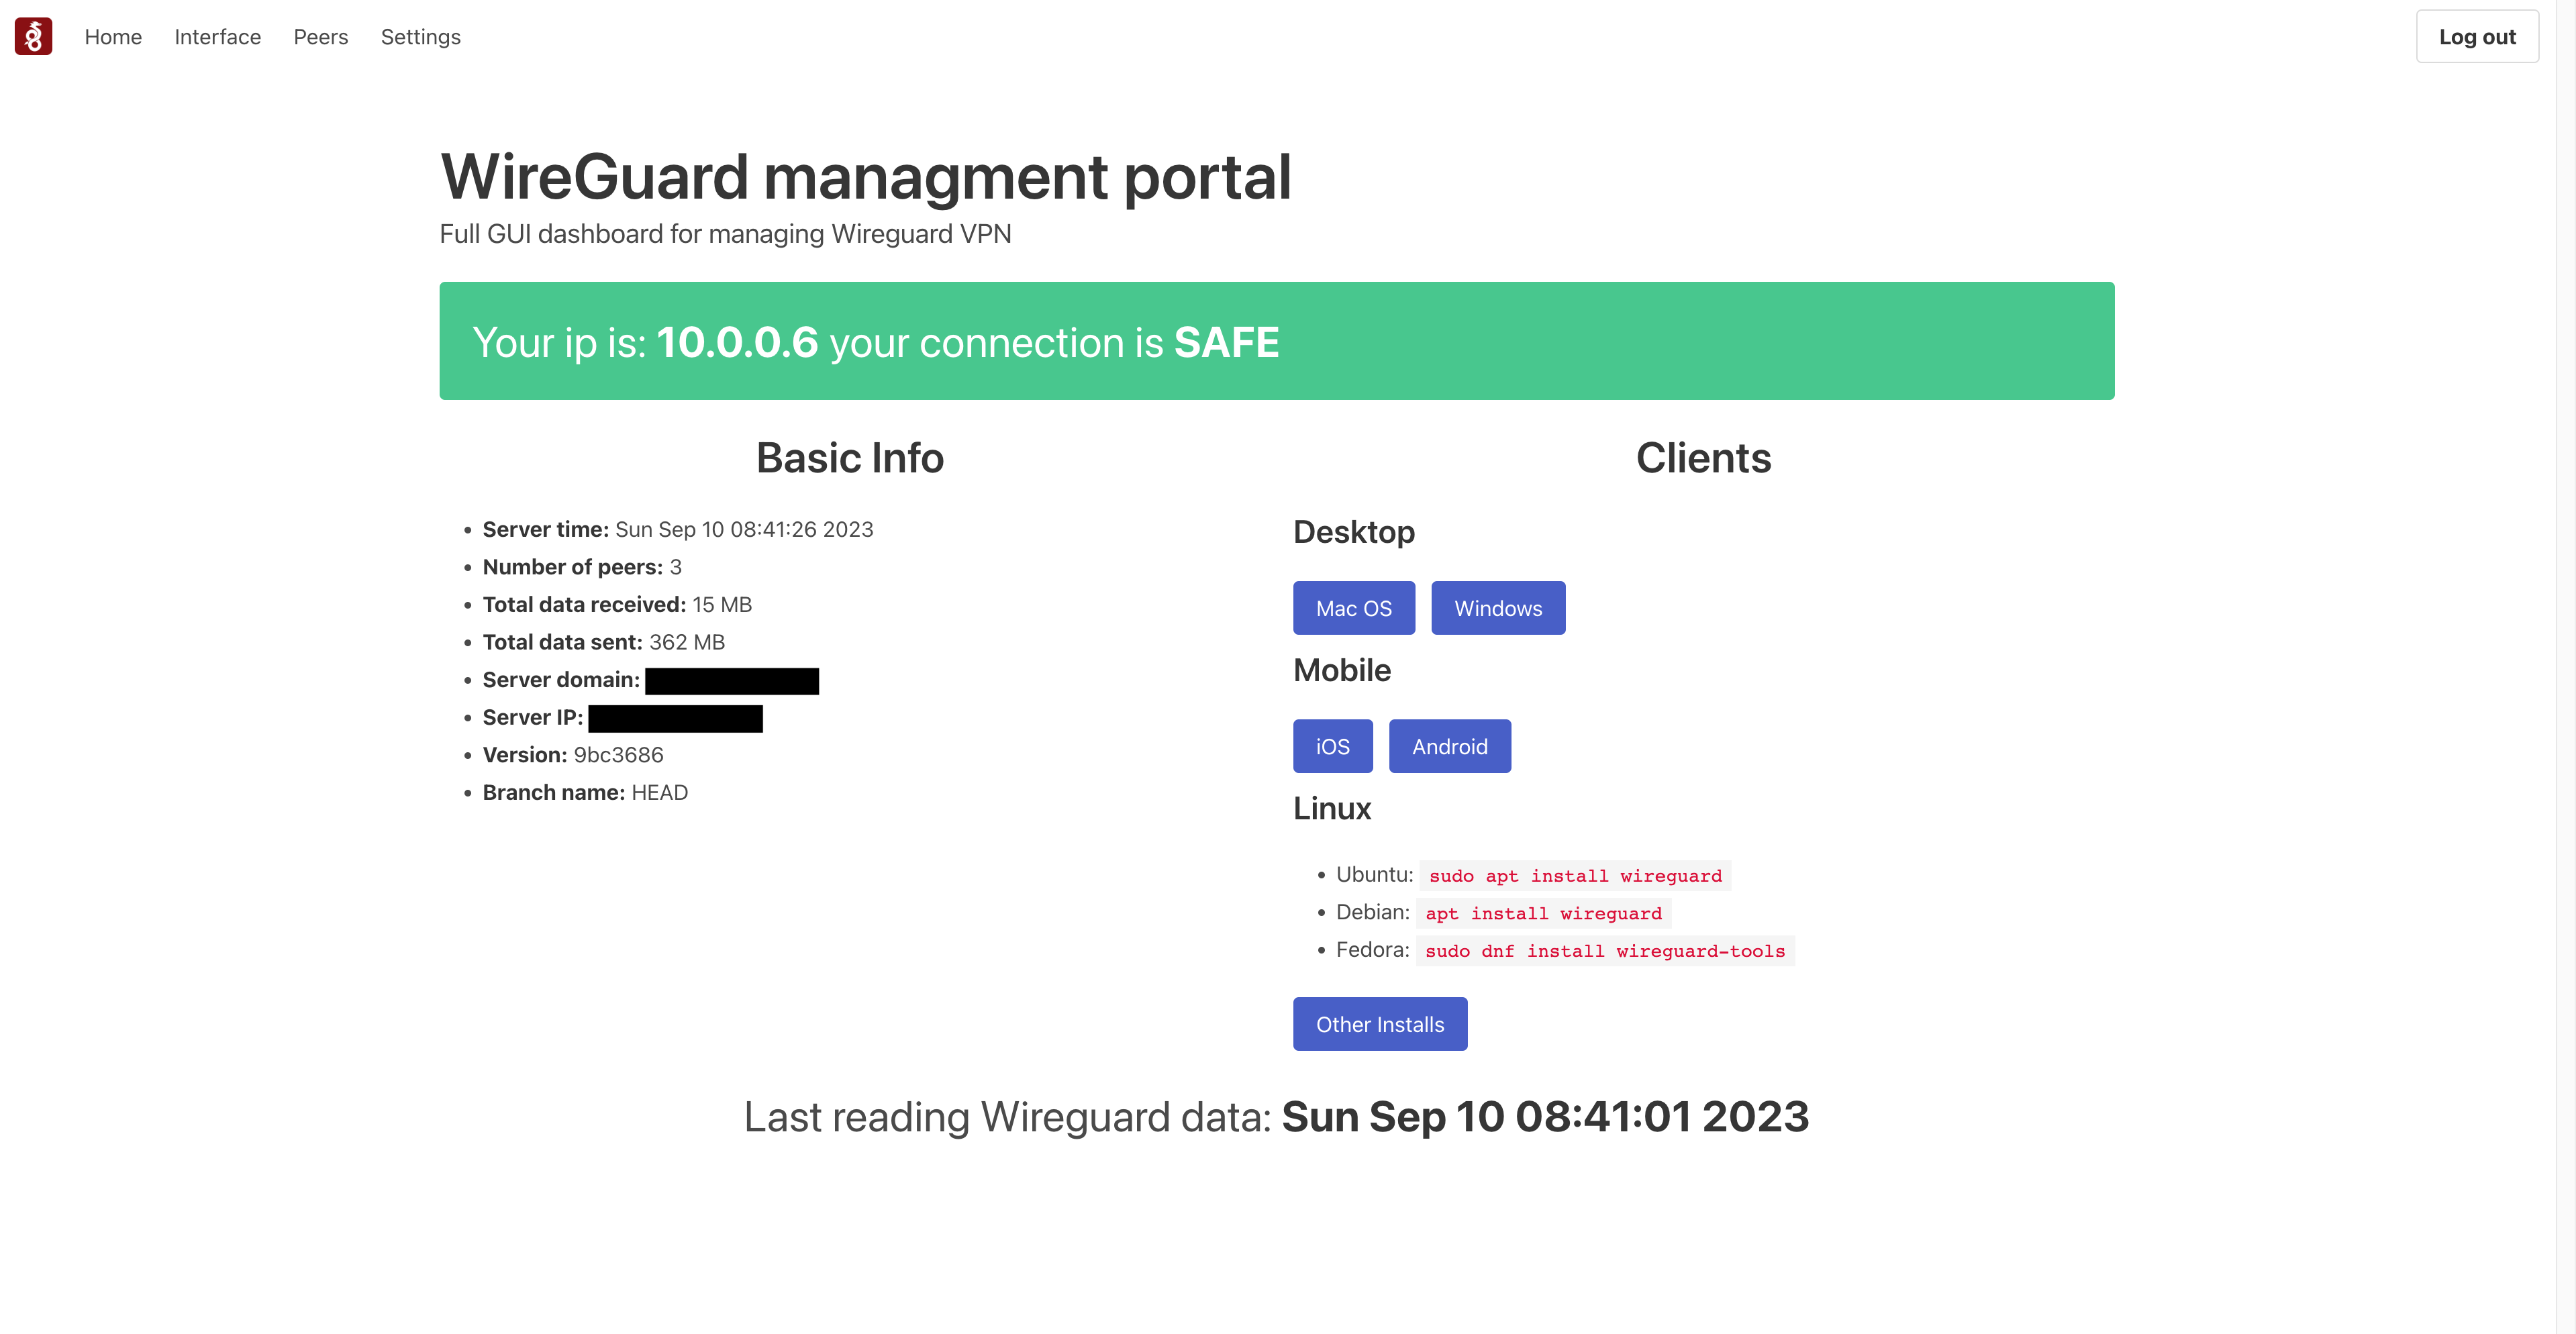 Home Interface Peers Settings Log out
WireGuard managment portal
Full GUI dashboard for managing Wireguard VPN
Your ip is: 10.0.0.6 your connection is SAFE
Basic Info
Server time: Sun Sep 10 08:41:26 2023
Number of peers: 3
Total data received: 15 MB
Total data sent: 362 MB
Server domain:
Server IP:
Version: 9bc3686
Branch name: HEAD
Clients
Desktop
Mac OS Windows
Mobile
iOS Android
Linux
Ubuntu: sudo apt install wireguard
Debian: apt install wireguard
Fedora: sudo dnf install wireguard-tools
Other Installs
Last reading Wireguard data: Sun Sep 10 08:41:01 2023